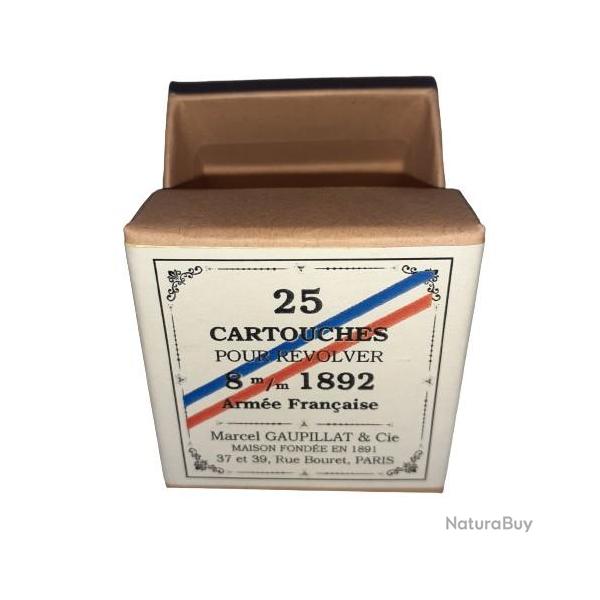 25
CARTOUCHES
POUR REVOLVER
8 m/m 1892
Armée Française
Marcel GAUPILLAT & Cie
MAISON FONDÉE EN 1891
37 et 39, Rue Bouret, PARIS
NaturaBuy